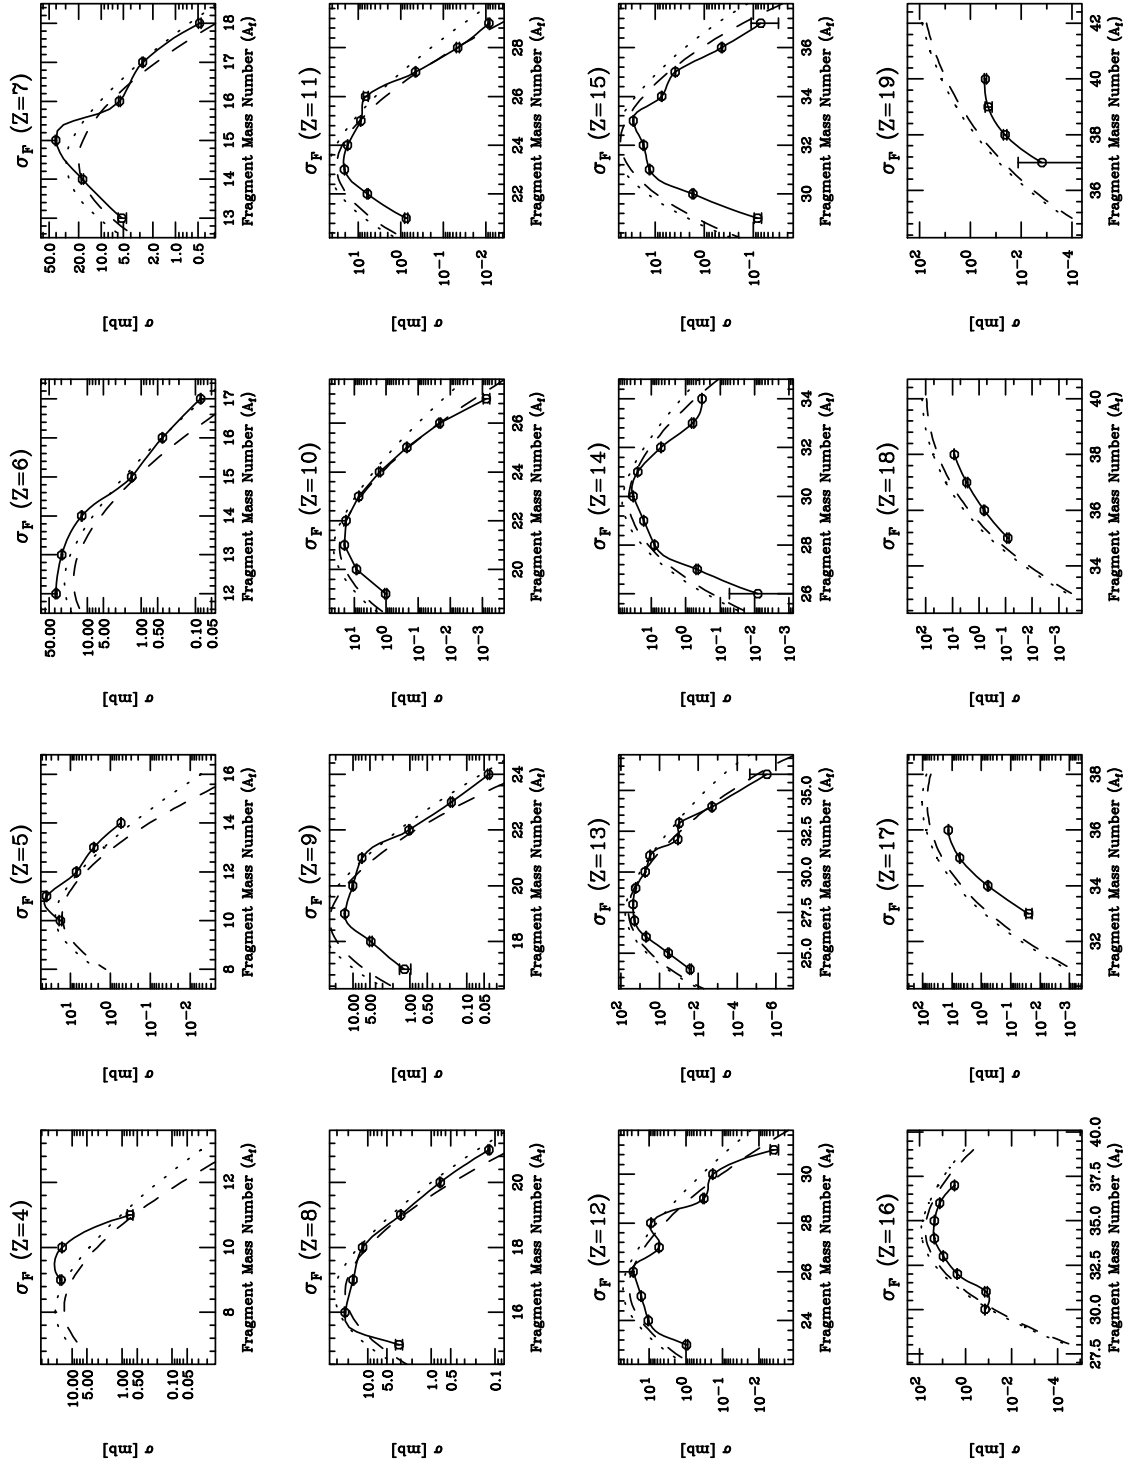 σF (Z=4)
σ [mb]
10.00
5.00
1.00
0.50
0.10
0.05
8 10 12
Fragment Mass Number (Af)
σF (Z=5)
σ [mb]
10¹
10⁰
10⁻¹
10⁻²
8 10 12 14 16
Fragment Mass Number (Af)
σF (Z=6)
σ [mb]
50.00
10.00
5.00
1.00
0.50
0.10
0.05
12 13 14 15 16 17
Fragment Mass Number (Af)
σF (Z=7)
σ [mb]
50.0
20.0
10.0
5.0
2.0
1.0
0.5
13 14 15 16 17 18
Fragment Mass Number (Af)
σF (Z=8)
σ [mb]
10.0
5.0
1.0
0.5
0.1
16 18 20
Fragment Mass Number (Af)
σF (Z=9)
σ [mb]
10.00
5.00
1.00
0.50
0.10
0.05
18 20 22 24
Fragment Mass Number (Af)
σF (Z=10)
σ [mb]
10¹
10⁰
10⁻¹
10⁻²
10⁻³
20 22 24 26
Fragment Mass Number (Af)
σF (Z=11)
σ [mb]
10¹
10⁰
10⁻¹
10⁻²
22 24 26 28
Fragment Mass Number (Af)
σF (Z=12)
σ [mb]
10¹
10⁰
10⁻¹
10⁻²
24 26 28 30
Fragment Mass Number (Af)
σF (Z=13)
σ [mb]
10²
10⁰
10⁻²
10⁻⁴
10⁻⁶
25.0 27.5 30.0 32.5 35.0
Fragment Mass Number (Af)
σF (Z=14)
σ [mb]
10¹
10⁰
10⁻¹
10⁻²
10⁻³
26 28 30 32 34
Fragment Mass Number (Af)
σF (Z=15)
σ [mb]
10¹
10⁰
10⁻¹
30 33 36
Fragment Mass Number (Af)
σF (Z=16)
σ [mb]
10²
10⁰
10⁻²
10⁻⁴
27.5 30.0 32.5 35.0 37.5 40.0
Fragment Mass Number (Af)
σF (Z=17)
σ [mb]
10²
10¹
10⁰
10⁻¹
10⁻²
10⁻³
32 34 36 38
Fragment Mass Number (Af)
σF (Z=18)
σ [mb]
10²
10¹
10⁰
10⁻¹
10⁻²
10⁻³
34 36 38 40
Fragment Mass Number (Af)
σF (Z=19)
σ [mb]
10²
10⁰
10⁻²
10⁻⁴
36 38 40 42
Fragment Mass Number (Af)